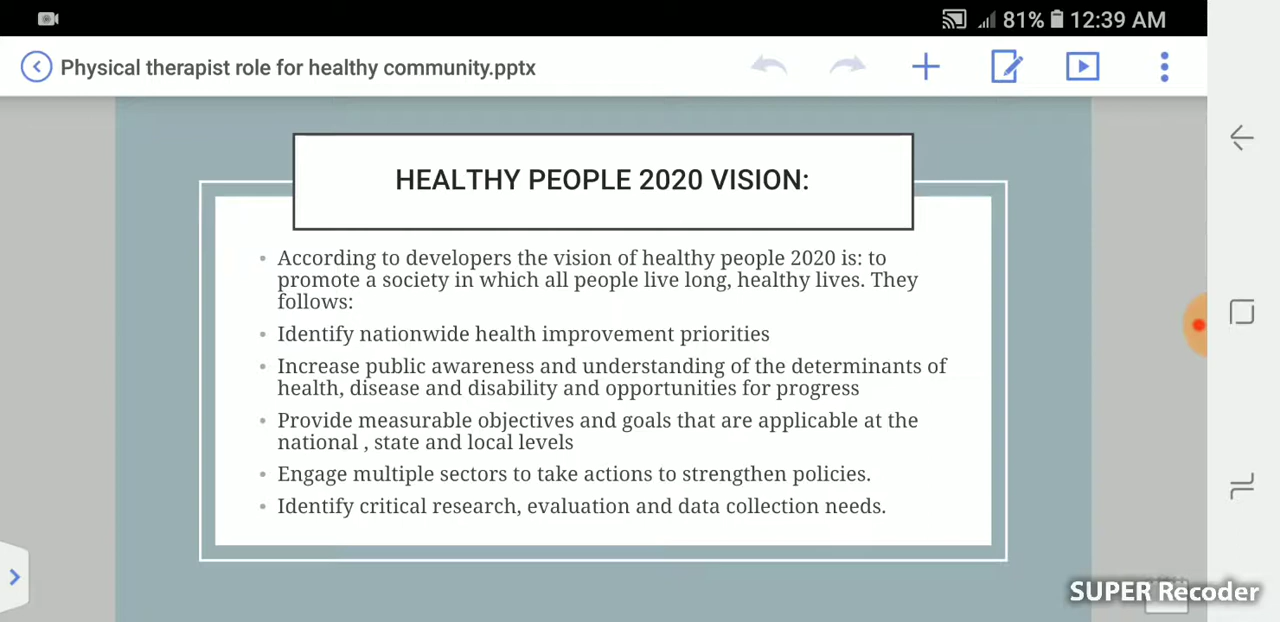 81% 12:39 AM
Physical therapist role for healthy community.pptx
HEALTHY PEOPLE 2020 VISION:
• According to developers the vision of healthy people 2020 is: to
promote a society in which all people live long, healthy lives. They
follows:
• Identify nationwide health improvement priorities
• Increase public awareness and understanding of the determinants of
health, disease and disability and opportunities for progress
• Provide measurable objectives and goals that are applicable at the
national , state and local levels
• Engage multiple sectors to take actions to strengthen policies.
• Identify critical research, evaluation and data collection needs.
SUPER Recoder